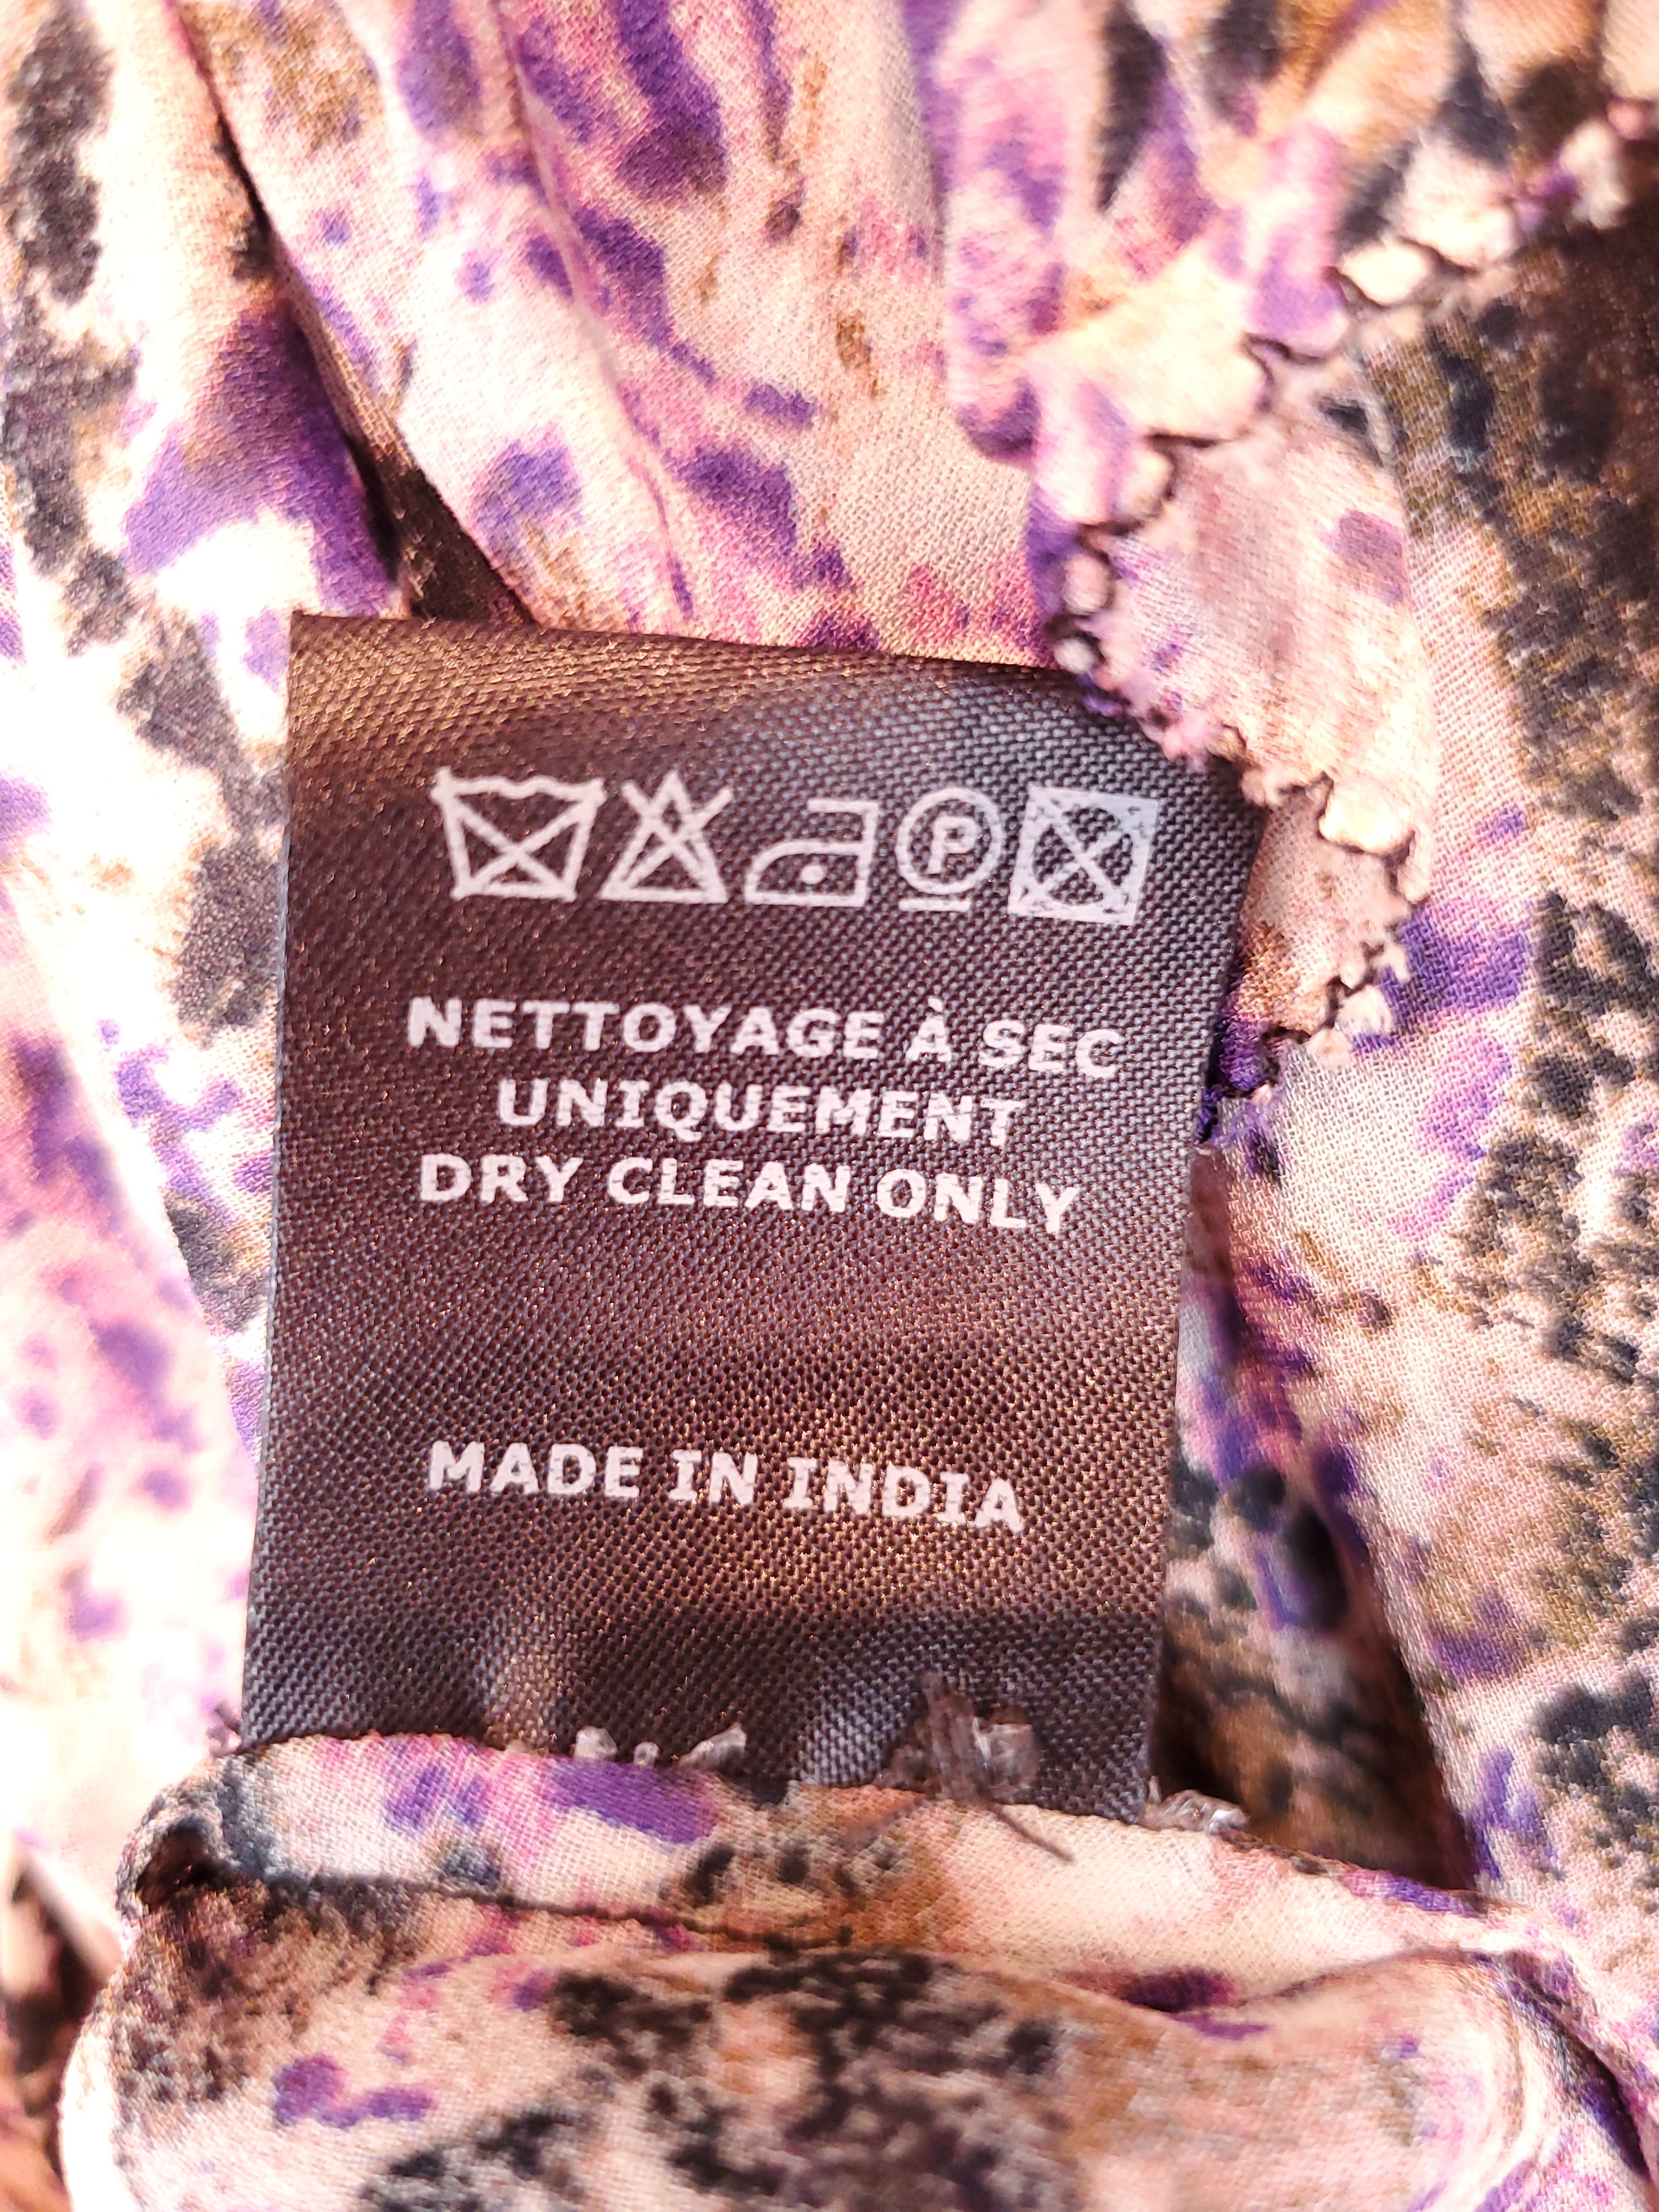 P
NETTOYAGE À SEC
UNIQUEMENT
DRY CLEAN ONLY
MADE IN INDIA